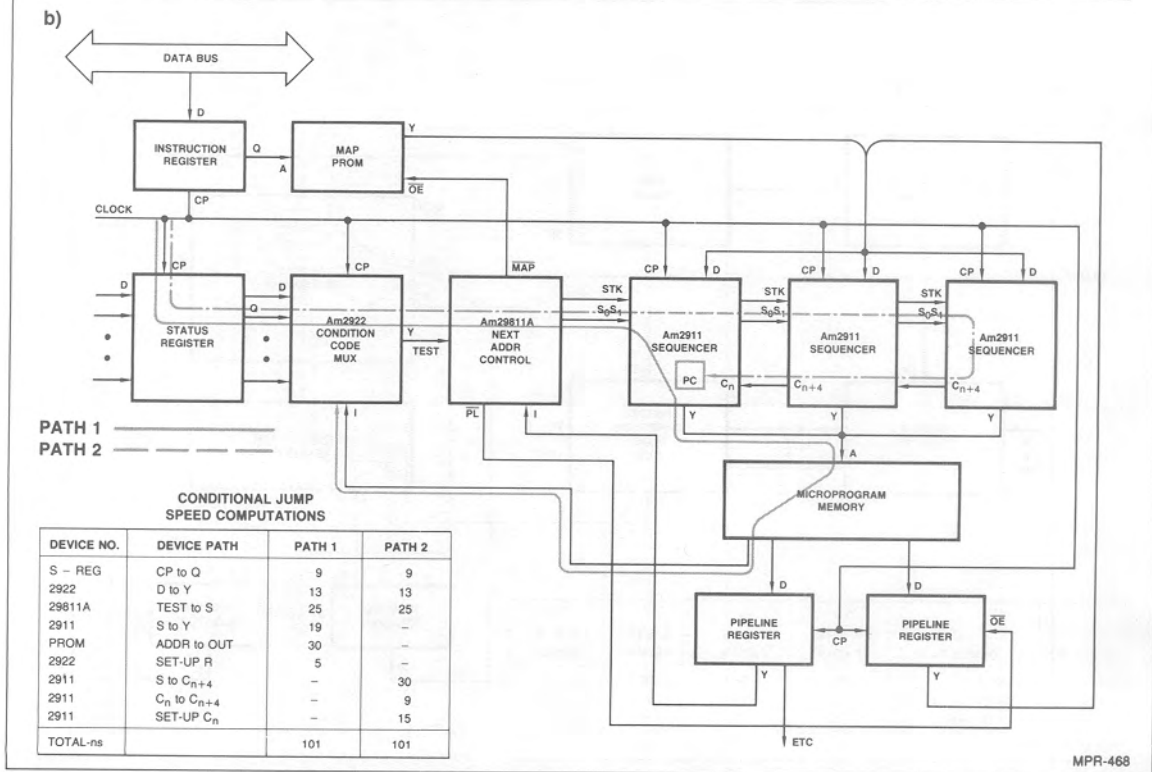 b)
DATA BUS
D
INSTRUCTION REGISTER
Q
A
MAP PROM
Y
OE
CP
CLOCK
CP
CP
MAP
CP
D
CP
D
CP
D
D
STATUS REGISTER
Q
D
Am2922 CONDITION CODE MUX
Y
TEST
Am29811A NEXT ADDR CONTROL
STK
S0S1
Am2911 SEQUENCER
PC
STK
S0S1
Am2911 SEQUENCER
STK
S0S1
Am2911 SEQUENCER
Cn
Cn+4
Cn+4
I
PL
I
Y
Y
Y
PATH 1
PATH 2
A
MICROPROGRAM MEMORY
D
D
PIPELINE REGISTER
CP
PIPELINE REGISTER
OE
Y
Y
ETC
CONDITIONAL JUMP
SPEED COMPUTATIONS
DEVICE NO. DEVICE PATH PATH 1 PATH 2
S – REG CP to Q 9 9
2922 D to Y 13 13
29811A TEST to S 25 25
2911 S to Y 19 –
PROM ADDR to OUT 30 –
2922 SET-UP R 5 –
2911 S to Cn+4 – 30
2911 Cn to Cn+4 – 9
2911 SET-UP Cn – 15
TOTAL-ns 101 101
MPR-468